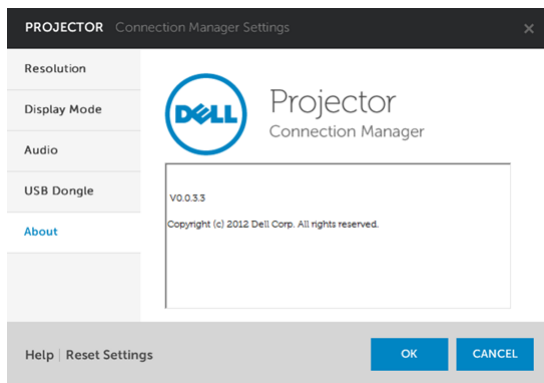 PROJECTOR Connection Manager Settings
Resolution
Display Mode
Audio
USB Dongle
About
DELL
Projector
Connection Manager
V0.0.3.3
Copyright (c) 2012 Dell Corp. All rights reserved.
Help | Reset Settings
OK
CANCEL